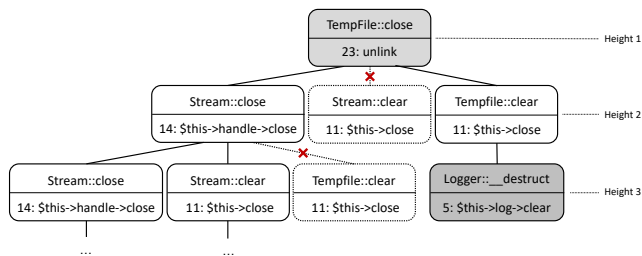 TempFile::close
23: unlink
Height 1
Stream::close
14: $this->handle->close
Stream::clear
11: $this->close
Tempfile::clear
11: $this->close
Height 2
Stream::close
14: $this->handle->close
Stream::clear
11: $this->close
Tempfile::clear
11: $this->close
Logger::__destruct
5: $this->log->clear
Height 3
...
...